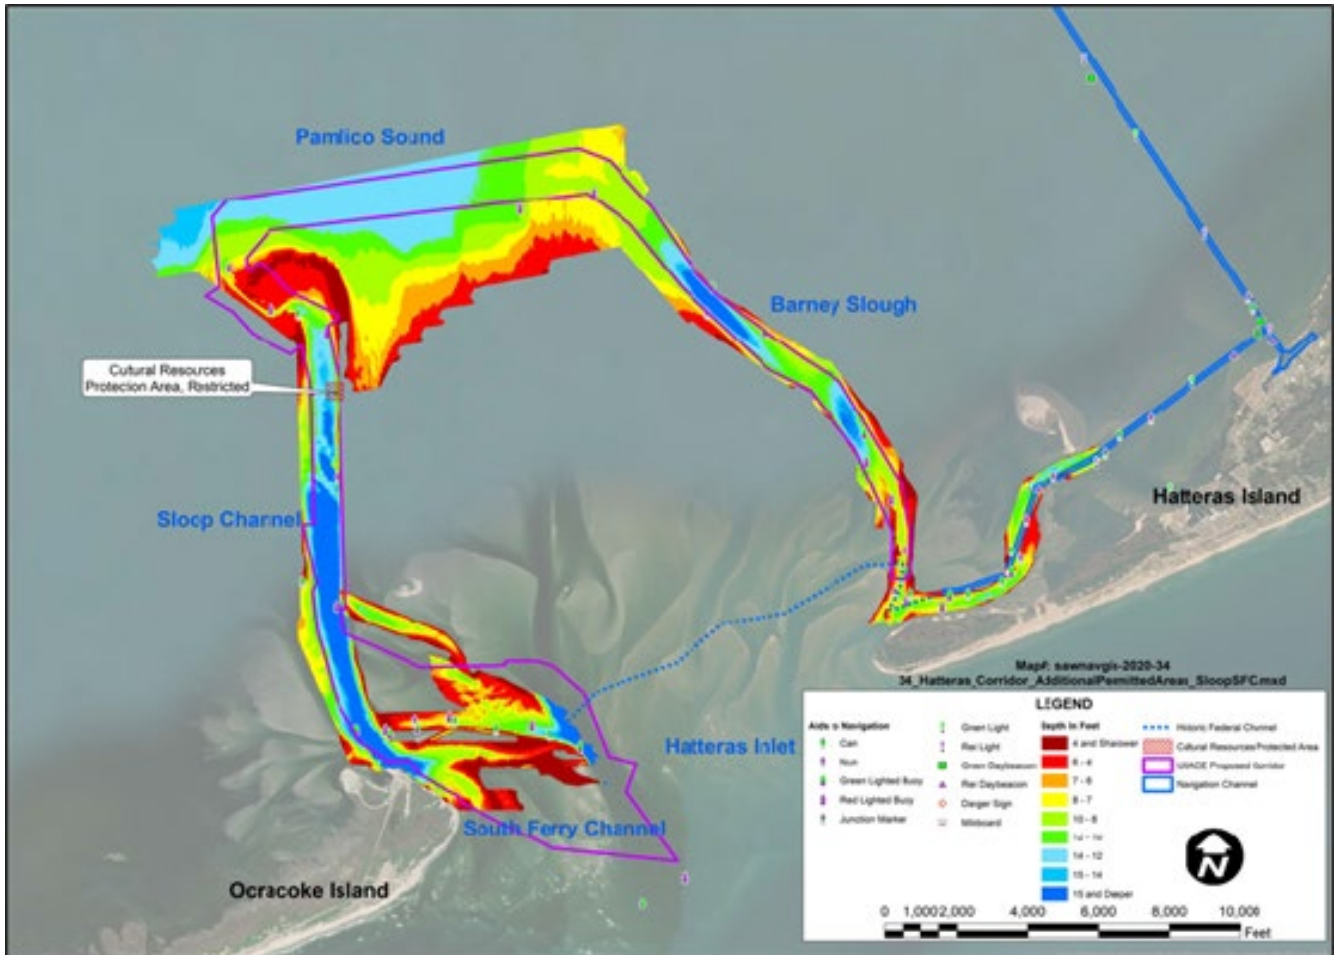 Pamlico Sound
Barney Slough
Cutural Resources
Protecion Area, Restricted
Sloop Channel
Hatteras Island
Hatteras Inlet
South Ferry Channel
Ocracoke Island
Map#: sawnavgis-2020-34
34_Hatteras_Corridor_AdditionalPermittedAreas_SloopSFC.mxd
LEGEND
Aids to Navigation
Can
Nun
Green Lighted Buoy
Red Lighted Buoy
Junction Marker
Green Light
Red Light
Green Daybeacon
Red Daybeacon
Danger Sign
Depth in Feet
4 and Shallower
6 - 4
7 - 6
8 - 7
10 - 8
14 - 12
15 - 14
15 and Deeper
Historic Federal Channel
Cultural Resources Protected Area
USACE Proposed Corridor
Navigation Channel
N
0 1,000 2,000 4,000 6,000 8,000 10,000
Feet